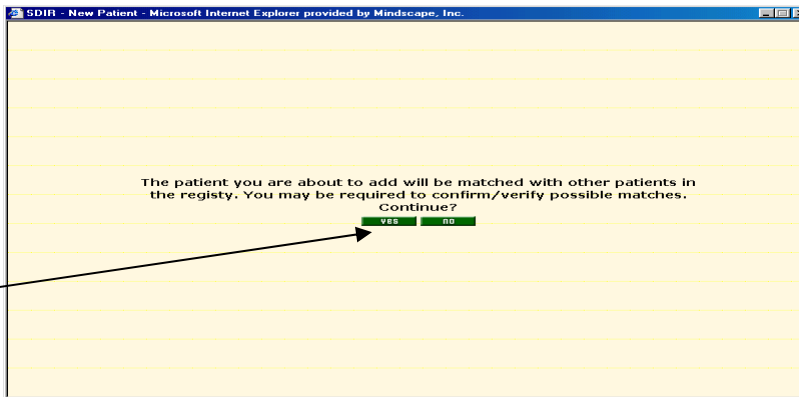 SDIR - New Patient - Microsoft Internet Explorer provided by Mindscape, Inc.
The patient you are about to add will be matched with other patients in
the registy. You may be required to confirm/verify possible matches.
Continue?
yes no